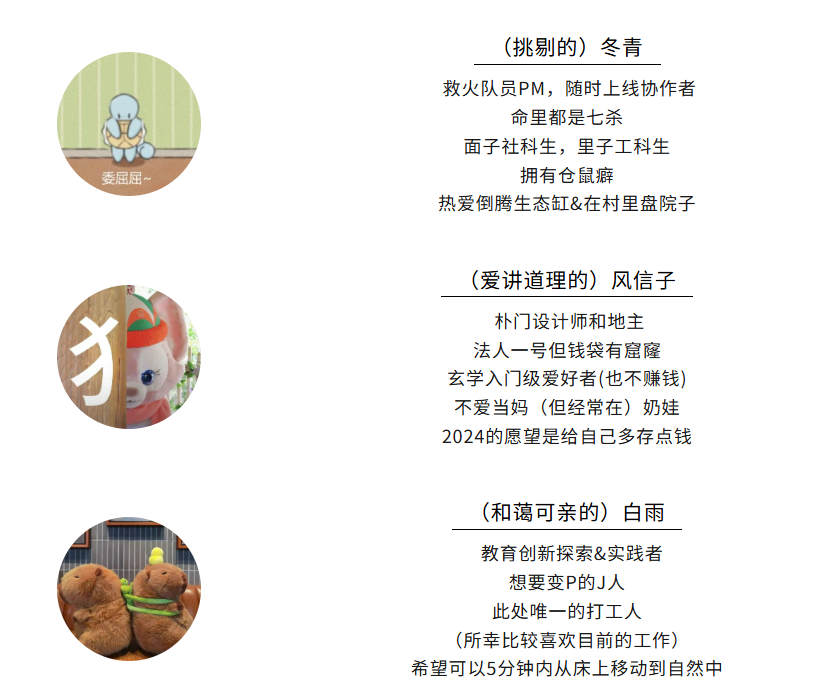 （挑剔的）冬青
救火队员PM，随时上线协作者
命里都是七杀
面子社科生，里子工科生
拥有仓鼠癖
热爱倒腾生态缸&在村里盘院子
委屈屈~
（爱讲道理的）风信子
朴门设计师和地主
法人一号但钱袋有窟窿
玄学入门级爱好者(也不赚钱)
不爱当妈（但经常在）奶娃
2024的愿望是给自己多存点钱
犭
（和蔼可亲的）白雨
教育创新探索&实践者
想要变P的J人
此处唯一的打工人
（所幸比较喜欢目前的工作）
希望可以5分钟内从床上移动到自然中